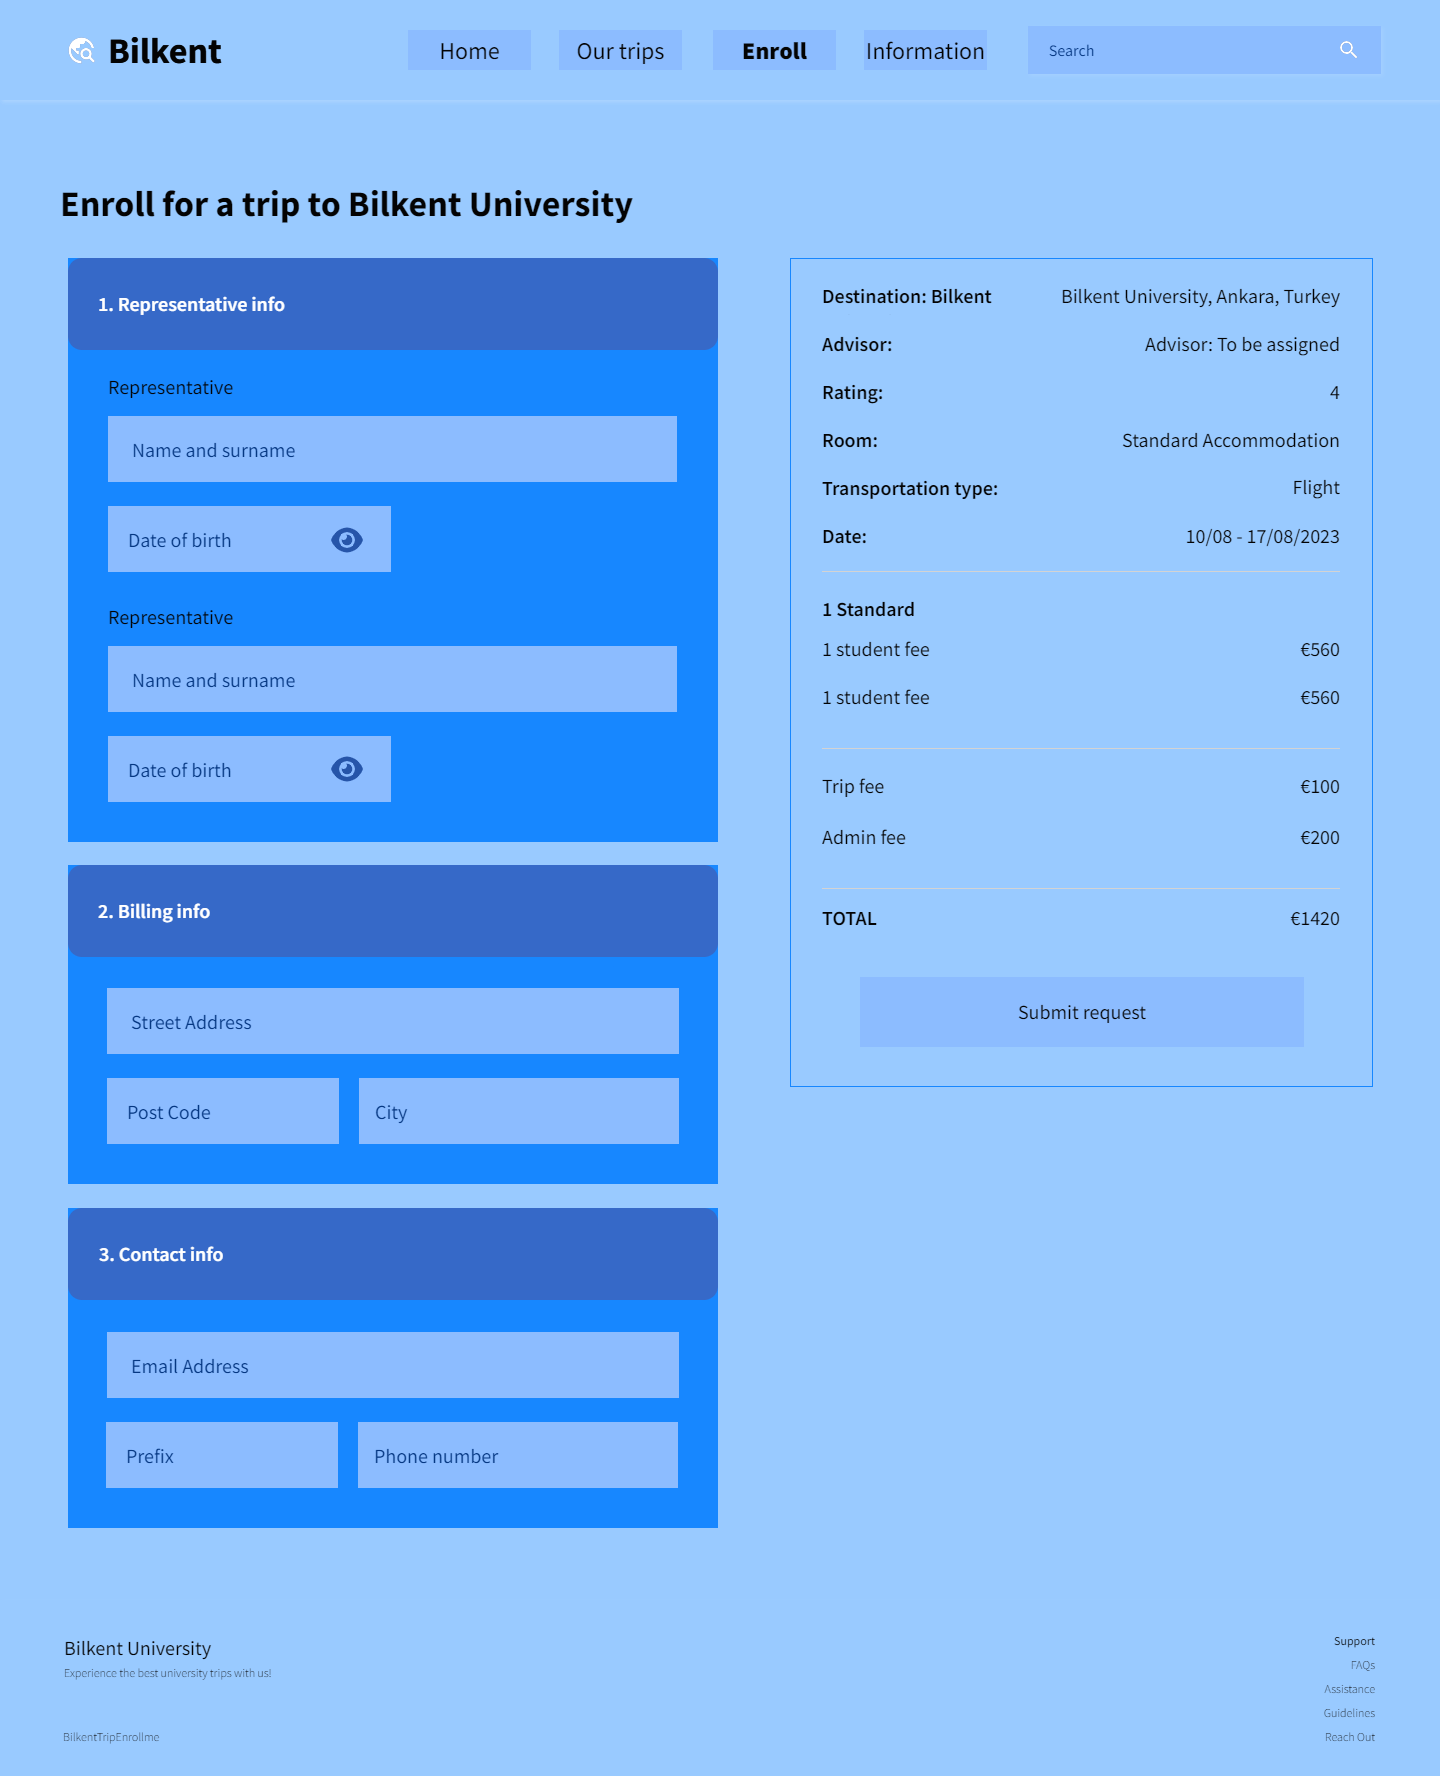 Bilkent
Home
Our trips
Enroll
Information
Search
Enroll for a trip to Bilkent University
1. Representative info
Representative
Name and surname
Date of birth
Representative
Name and surname
Date of birth
2. Billing info
Street Address
Post Code
City
3. Contact info
Email Address
Prefix
Phone number
Destination: Bilkent
Bilkent University, Ankara, Turkey
Advisor:
Advisor: To be assigned
Rating:
4
Room:
Standard Accommodation
Transportation type:
Flight
Date:
10/08 - 17/08/2023
1 Standard
1 student fee
€560
1 student fee
€560
Trip fee
€100
Admin fee
€200
TOTAL
€1420
Submit request
Bilkent University
Experience the best university trips with us!
BilkentTripEnrollme
Support
FAQs
Assistance
Guidelines
Reach Out